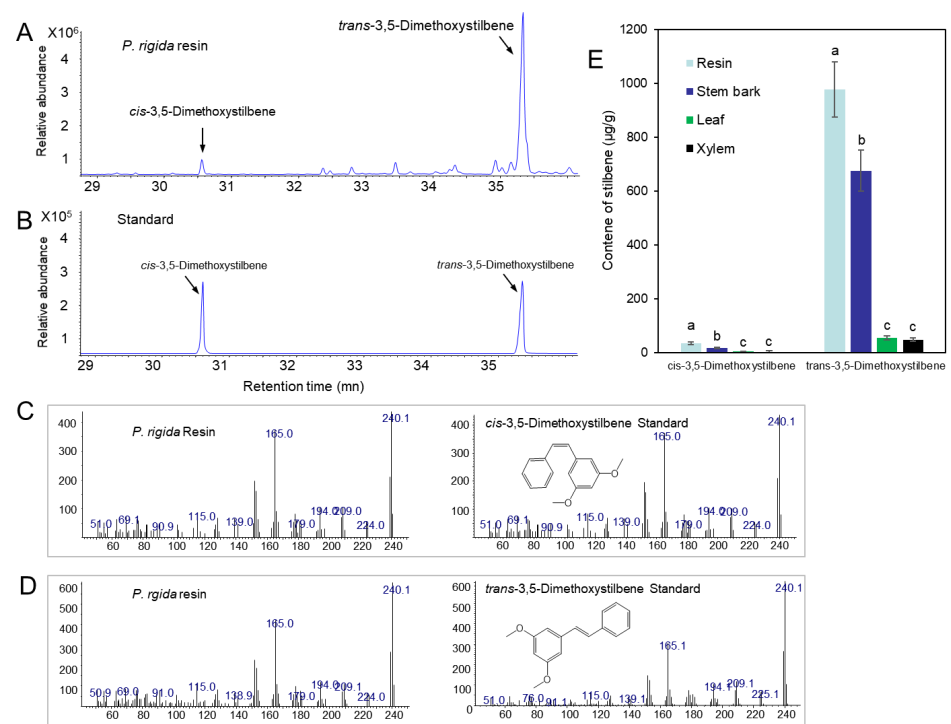 A
X10⁶
P. rigida resin
trans-3,5-Dimethoxystilbene
cis-3,5-Dimethoxystilbene
Relative abundance
4
3
2
1
28 29 30 31 32 33 34 35
B
X10⁵
Standard
cis-3,5-Dimethoxystilbene
trans-3,5-Dimethoxystilbene
Relative abundance
4
3
2
1
29 30 31 32 33 34 35
Retention time (mn)
E
Contene of stilbene (µg/g)
1200
1000
800
600
400
200
0
Resin
Stem bark
Leaf
Xylem
a b c c
a b c c
cis-3,5-Dimethoxystilbene trans-3,5-Dimethoxystilbene
C
P. rigida Resin
400
300
200
100
51.0 69.1 90.9 115.0 139.0 165.0 179.0 194.0 209.0 224.0 240.1
60 80 100 120 140 160 180 200 220 240
cis-3,5-Dimethoxystilbene Standard
400
300
200
100
51.0 69.1 90.9 115.0 139.0 165.0 179.0 194.0 209.0 224.0 240.1
O
O
60 80 100 120 140 160 180 200 220 240
D
P. rgida resin
600
500
400
300
200
100
50.9 69.0 91.0 115.0 138.9 165.0 179.0 194.0 209.1 224.0 240.1
60 80 100 120 140 160 180 200 220 240
trans-3,5-Dimethoxystilbene Standard
600
500
400
300
200
100
0
51.0 76.0 91.1 115.0 139.1 165.1 194.1 209.1 225.1 240.1
O
O
60 80 100 120 140 160 180 200 220 240